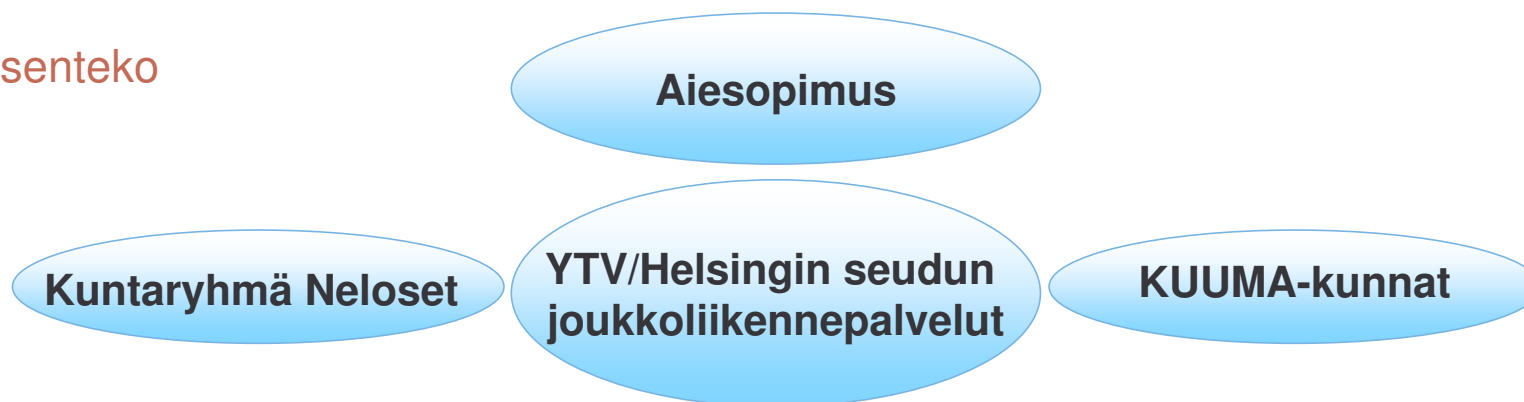 senteko
Aiesopimus
Kuntaryhmä Neloset
YTV/Helsingin seudun
joukkoliikennepalvelut
KUUMA-kunnat